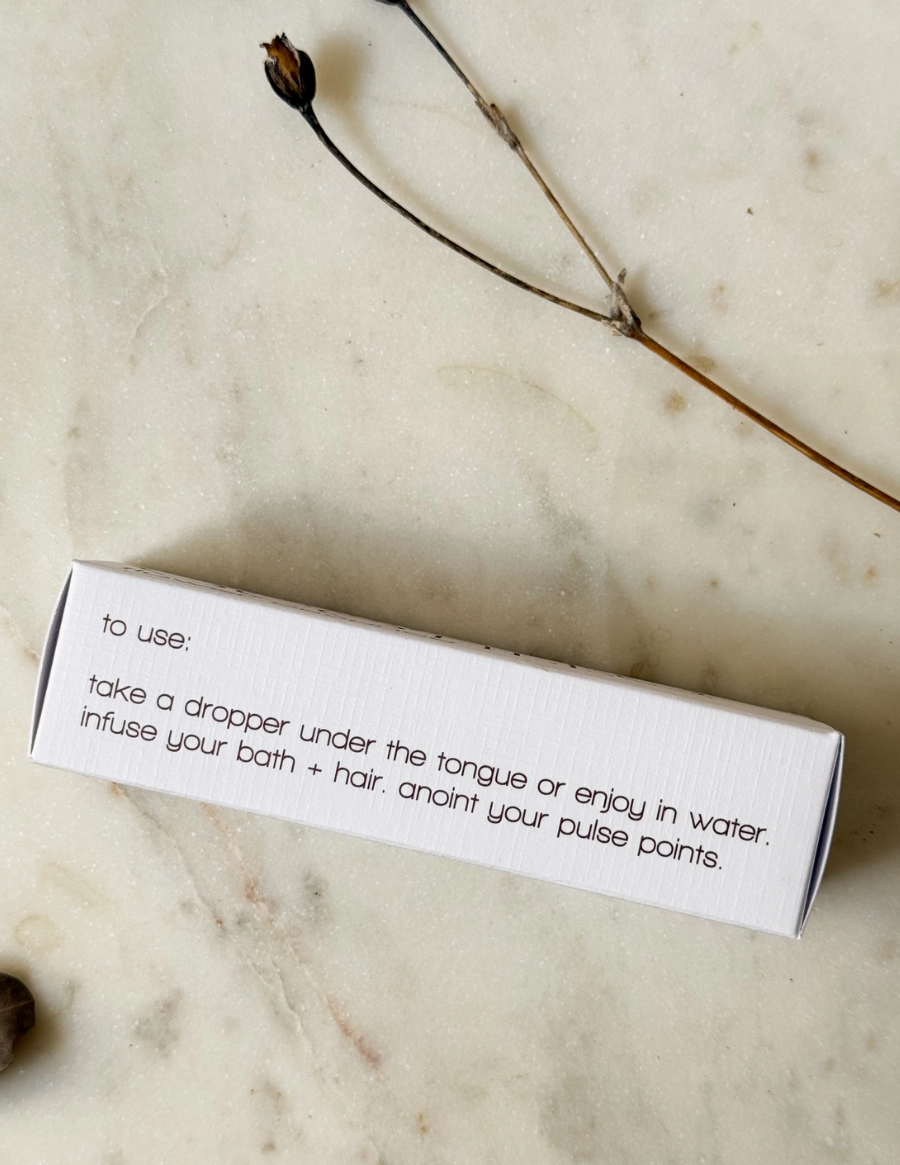 to use:
take a dropper under the tongue or enjoy in water.
infuse your bath + hair. anoint your pulse points.